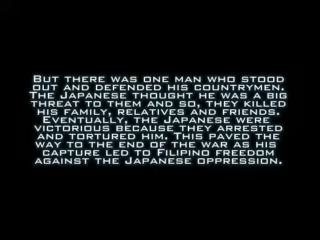 But there was one man who stood
out and defended his countrymen.
The Japanese thought he was a big
threat to them and so, they killed
his family, relatives and friends.
Eventually, the Japanese were
victorious because they arrested
and tortured him. This paved the
way to the end of the war as his
capture led to Filipino freedom
against the Japanese oppression.